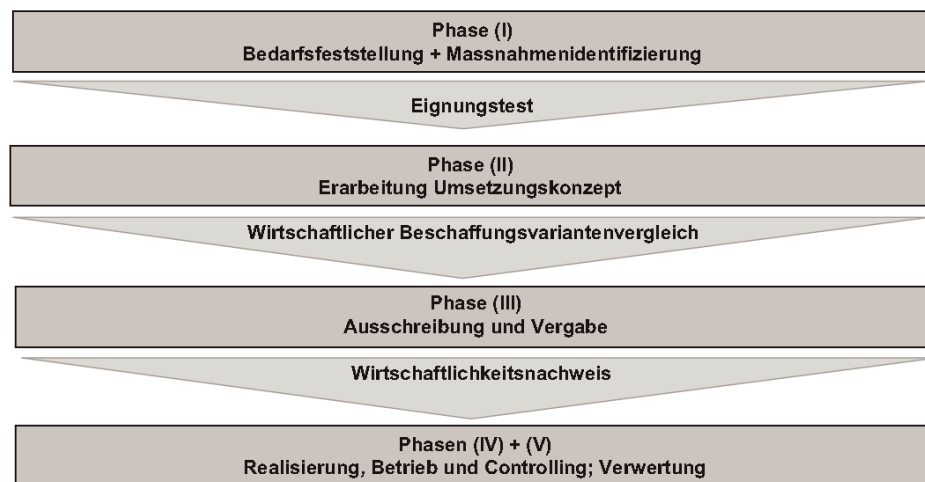 Phase (I)
Bedarfsfeststellung + Massnahmenidentifizierung
Eignungstest
Phase (II)
Erarbeitung Umsetzungskonzept
Wirtschaftlicher Beschaffungsvariantenvergleich
Phase (III)
Ausschreibung und Vergabe
Wirtschaftlichkeitsnachweis
Phasen (IV) + (V)
Realisierung, Betrieb und Controlling; Verwertung